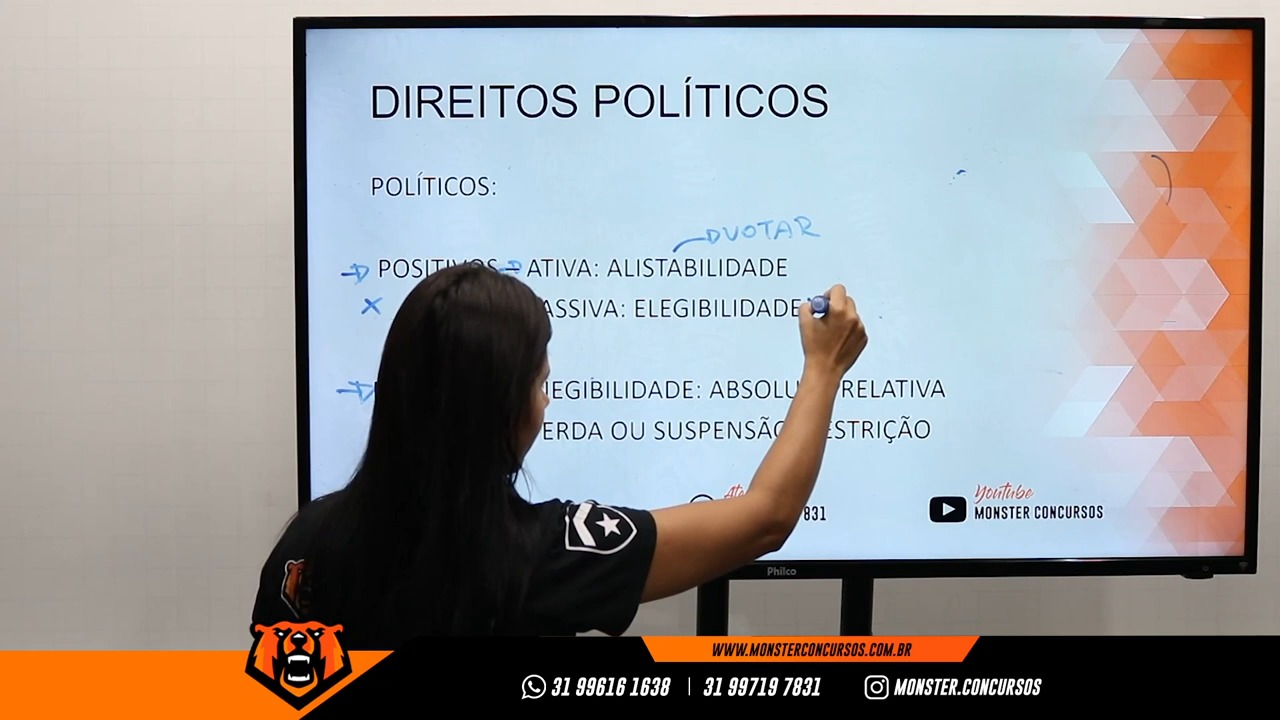 DIREITOS POLÍTICOS
POLÍTICOS:
VOTAR
POSITIVOS – ATIVA: ALISTABILIDADE
ASSIVA: ELEGIBILIDADE
EGIBILIDADE: ABSOLU RELATIVA
ERDA OU SUSPENSÃO ESTRIÇÃO
831
Youtube
MONSTER CONCURSOS
Philco
WWW.MONSTERCONCURSOS.COM.BR
31 99616 1638 | 31 99719 7831 MONSTER.CONCURSOS